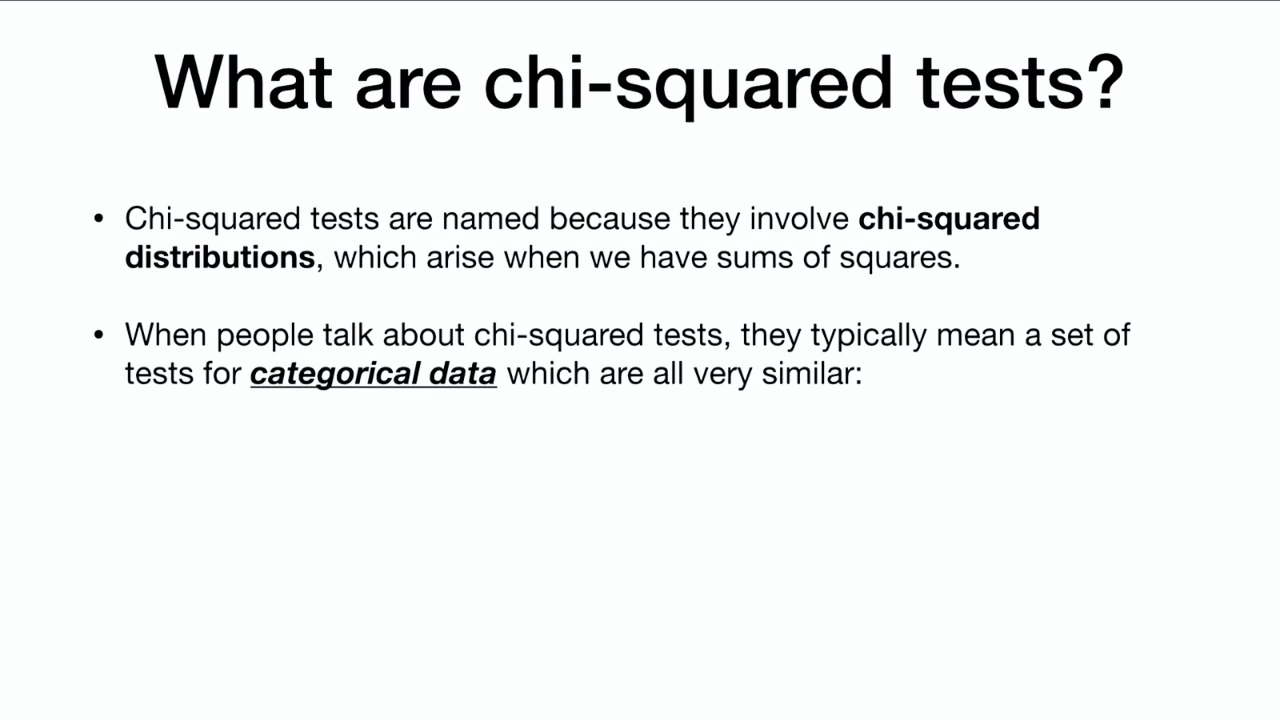 What are chi-squared tests?
• Chi-squared tests are named because they involve chi-squared
distributions, which arise when we have sums of squares.
• When people talk about chi-squared tests, they typically mean a set of
tests for categorical data which are all very similar: